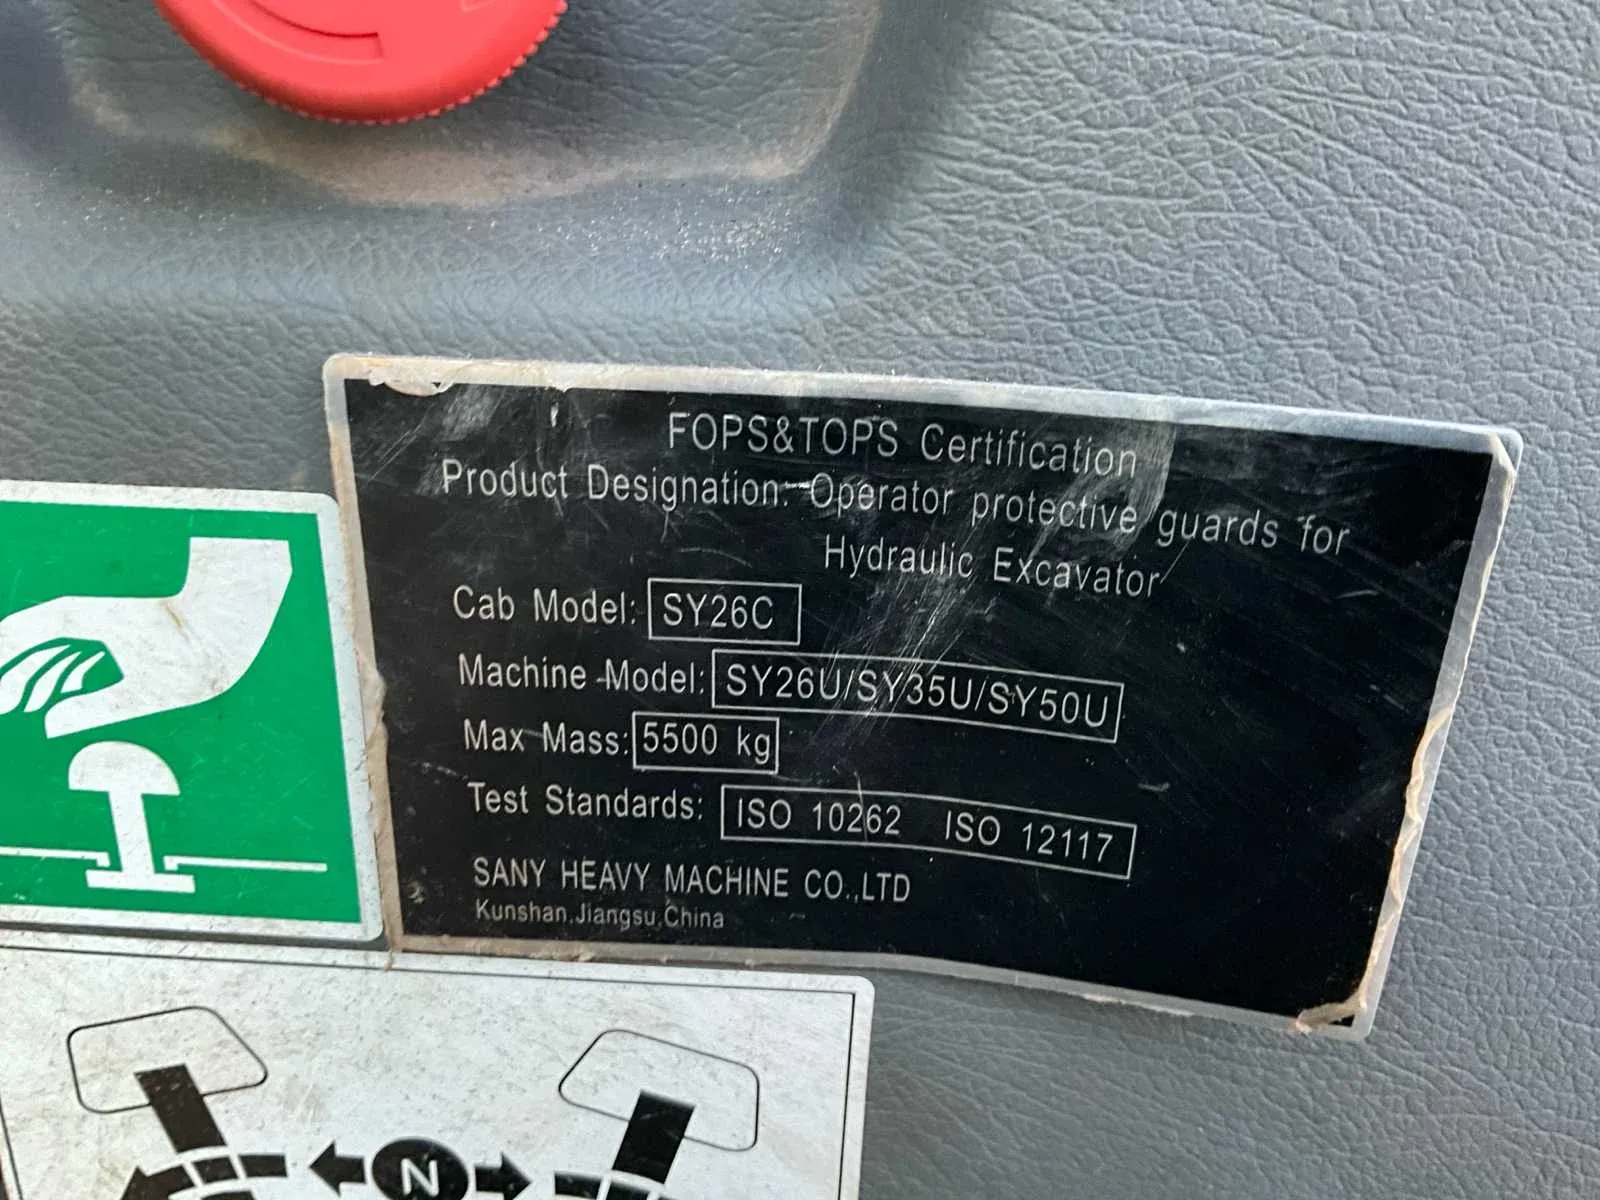 FOPS&TOPS Certification
Product Designation: Operator protective guards for
Hydraulic Excavator
Cab Model: SY26C
Machine Model: SY26U/SY35U/SY50U
Max Mass: 5500 kg
Test Standards: ISO 10262 ISO 12117
SANY HEAVY MACHINE CO.,LTD
Kunshan,Jiangsu,China
N